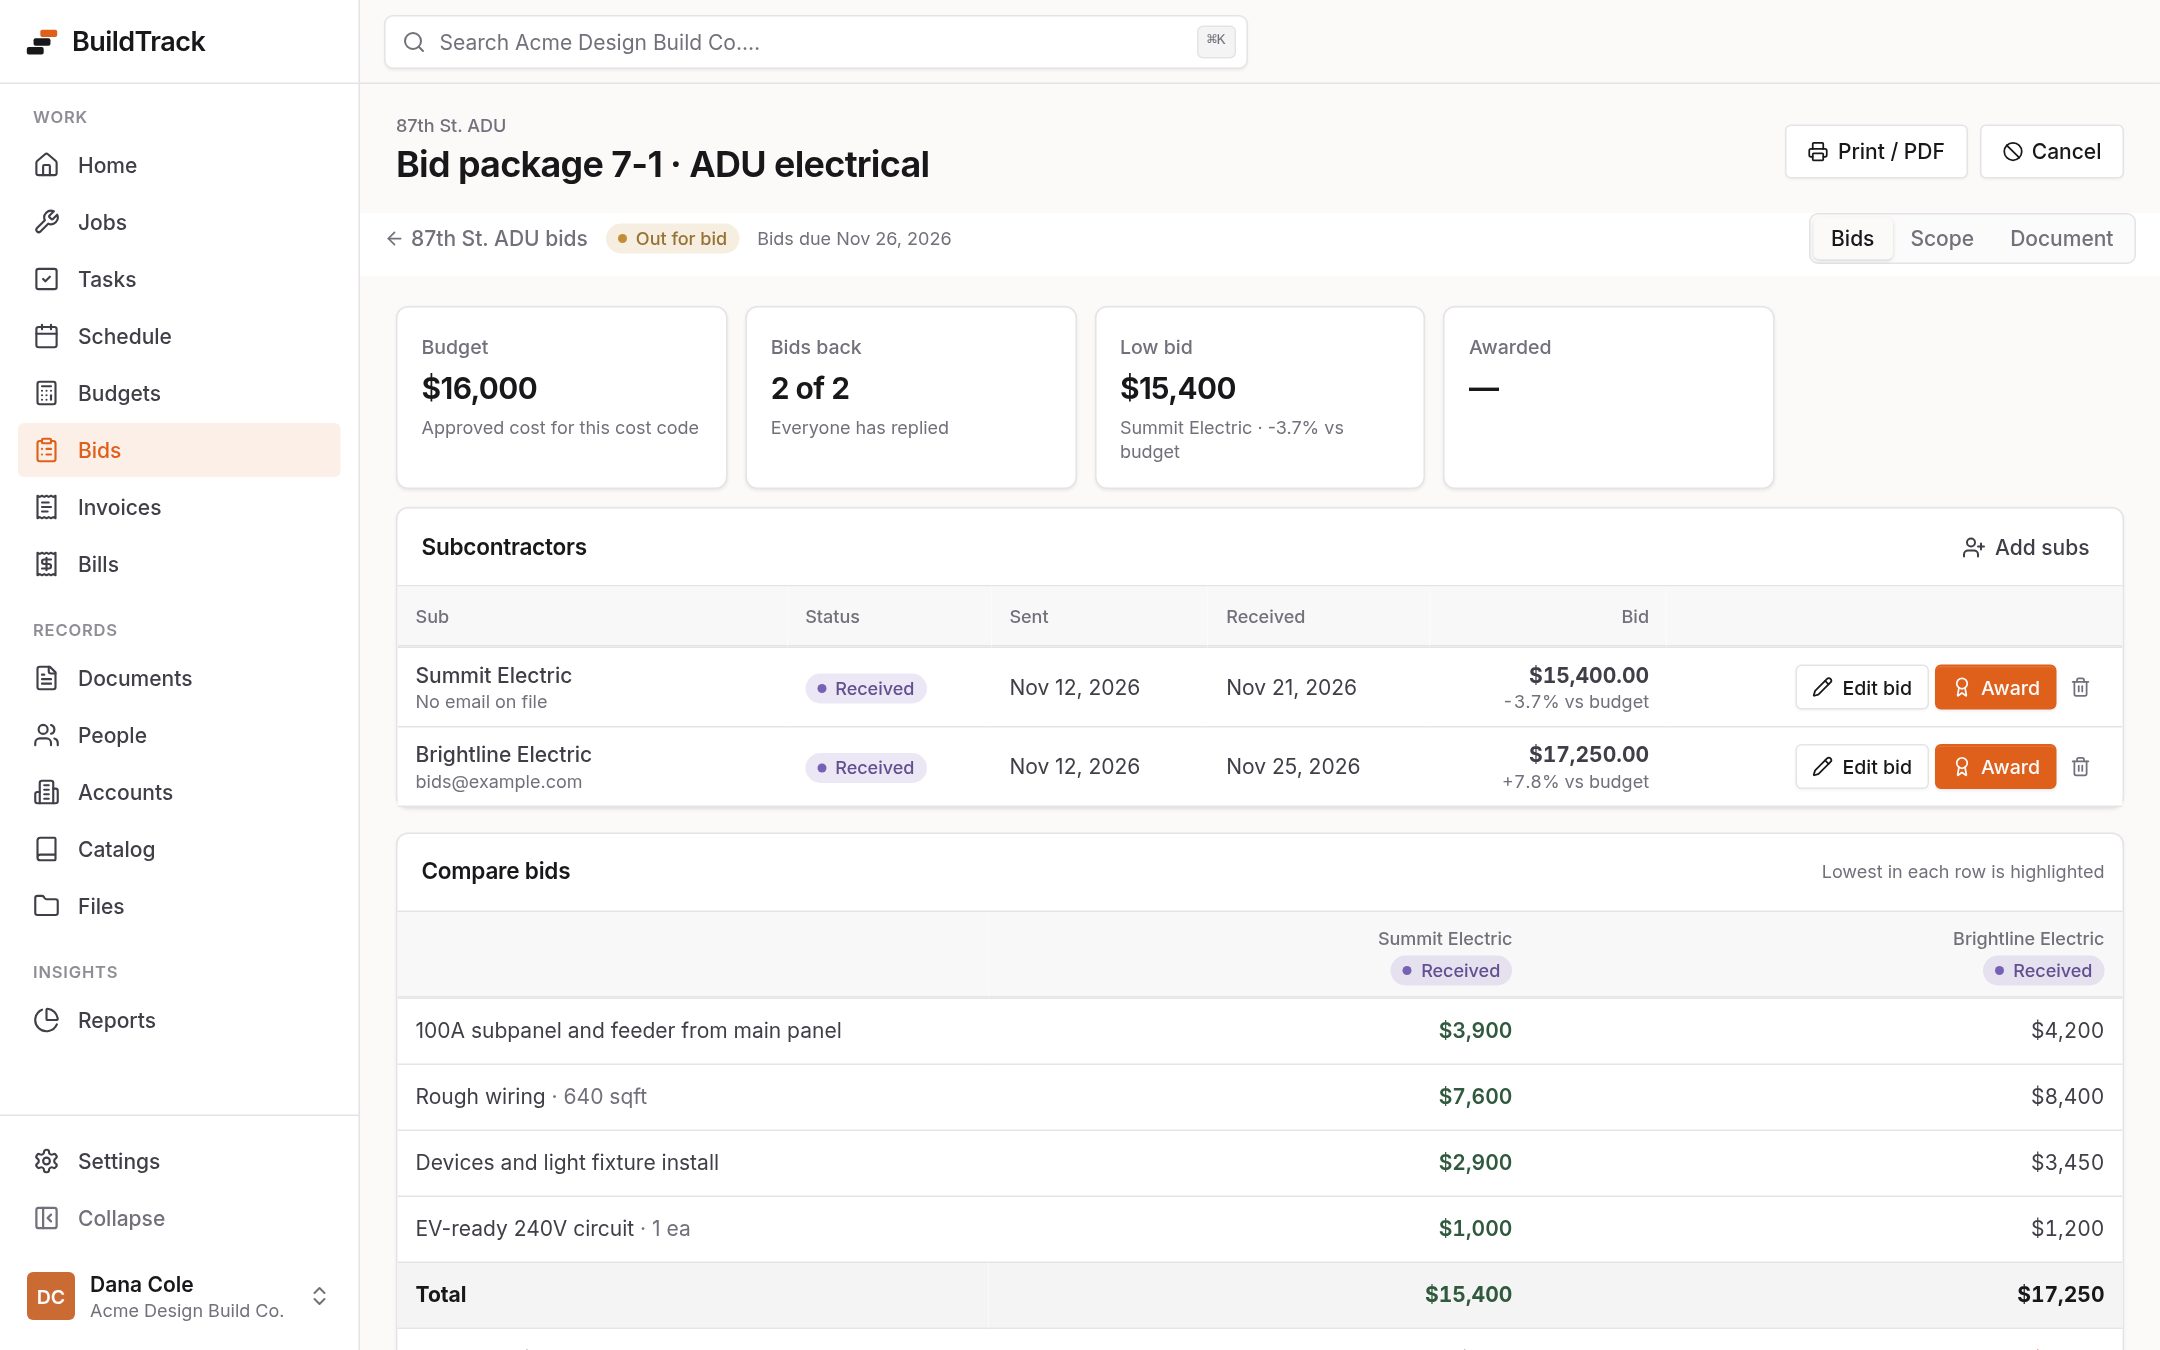 BuildTrack
Search Acme Design Build Co....
⌘K
WORK
Home
Jobs
Tasks
Schedule
Budgets
Bids
Invoices
Bills
RECORDS
Documents
People
Accounts
Catalog
Files
INSIGHTS
Reports
Settings
Collapse
DC
Dana Cole
Acme Design Build Co.
87th St. ADU
Bid package 7-1 · ADU electrical
Print / PDF
Cancel
87th St. ADU bids
Out for bid
Bids due Nov 26, 2026
Bids
Scope
Document
Budget
$16,000
Approved cost for this cost code
Bids back
2 of 2
Everyone has replied
Low bid
$15,400
Summit Electric · -3.7% vs
budget
Awarded
—
Subcontractors
Add subs
Sub
Status
Sent
Received
Bid
Summit Electric
No email on file
Received
Nov 12, 2026
Nov 21, 2026
$15,400.00
-3.7% vs budget
Edit bid
Award
Brightline Electric
bids@example.com
Received
Nov 12, 2026
Nov 25, 2026
$17,250.00
+7.8% vs budget
Edit bid
Award
Compare bids
Lowest in each row is highlighted
Summit Electric
Received
Brightline Electric
Received
100A subpanel and feeder from main panel
$3,900
$4,200
Rough wiring · 640 sqft
$7,600
$8,400
Devices and light fixture install
$2,900
$3,450
EV-ready 240V circuit · 1 ea
$1,000
$1,200
Total
$15,400
$17,250